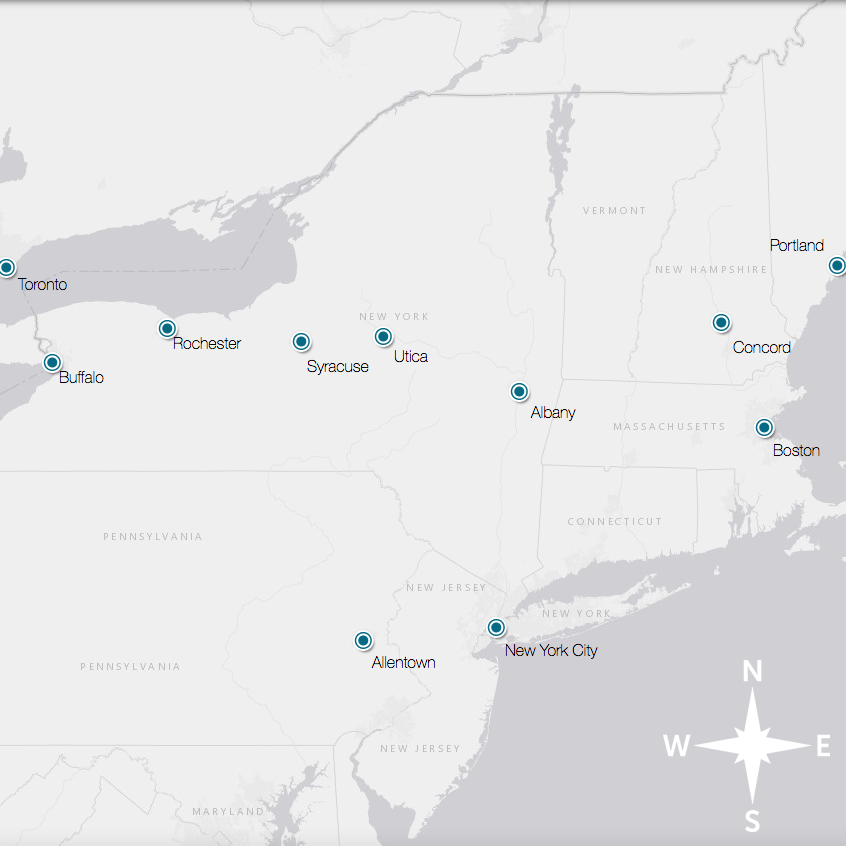 VERMONT
Portland
NEW HAMPSHIRE
Toronto
NEW YORK
Rochester
Concord
Utica
Syracuse
Buffalo
Albany
MASSACHUSETTS
Boston
CONNECTICUT
PENNSYLVANIA
NEW JERSEY
NEW YORK
New York City
Allentown
PENNSYLVANIA
N
W
E
NEW JERSEY
MARYLAND
S